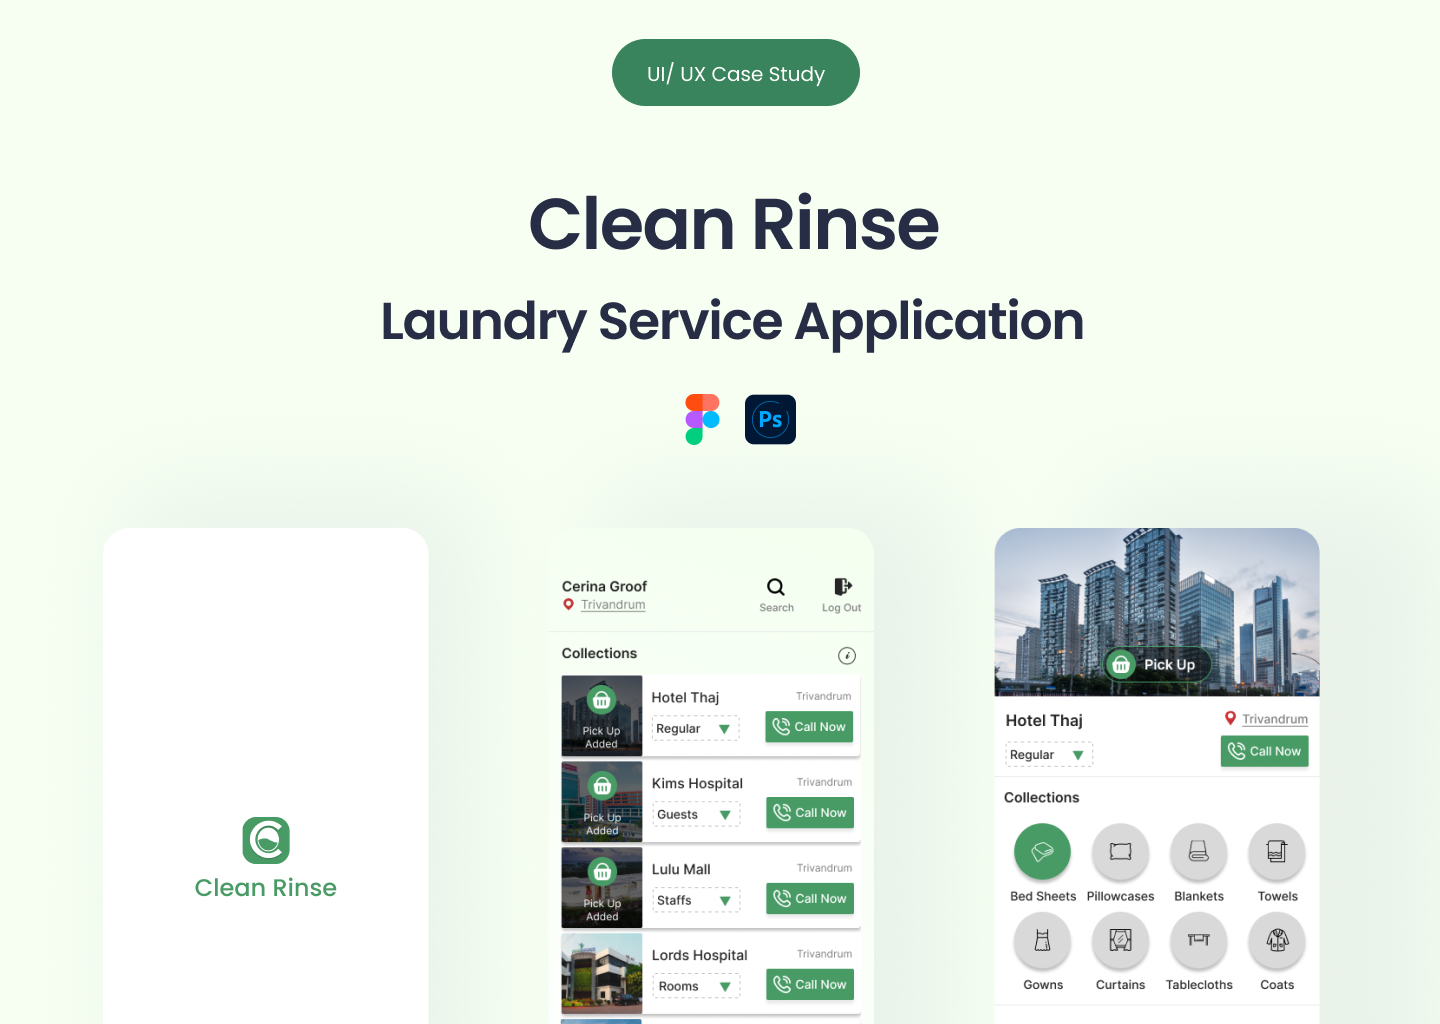 UI/ UX Case Study
Clean Rinse
Laundry Service Application
Ps
Clean Rinse
Cerina Groof
Trivandrum
Search
Log Out
Collections
Pick Up
Added
Hotel Thaj
Trivandrum
Regular
Call Now
Pick Up
Added
Kims Hospital
Trivandrum
Guests
Call Now
Pick Up
Added
Lulu Mall
Trivandrum
Staffs
Call Now
Lords Hospital
Trivandrum
Rooms
Call Now
Pick Up
Hotel Thaj
Trivandrum
Regular
Call Now
Collections
Bed Sheets
Pillowcases
Blankets
Towels
Gowns
Curtains
Tablecloths
Coats